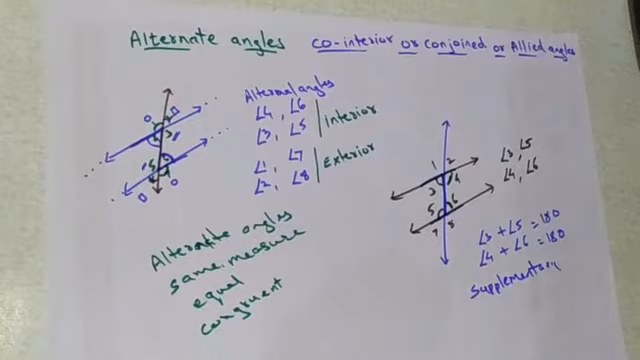 Alternate angles
co-interior or conjoined or Allied angles
Alternal angles
∠4, ∠6
∠3, ∠5
Interior
∠1, ∠7
∠2, ∠8
Exterior
Alternate angles
same measure
equal
congruent
1 2
3 4
5 6
7 8
∠3, ∠5
∠4, ∠6
∠3 + ∠5 = 180
∠4 + ∠6 = 180
Supplementary